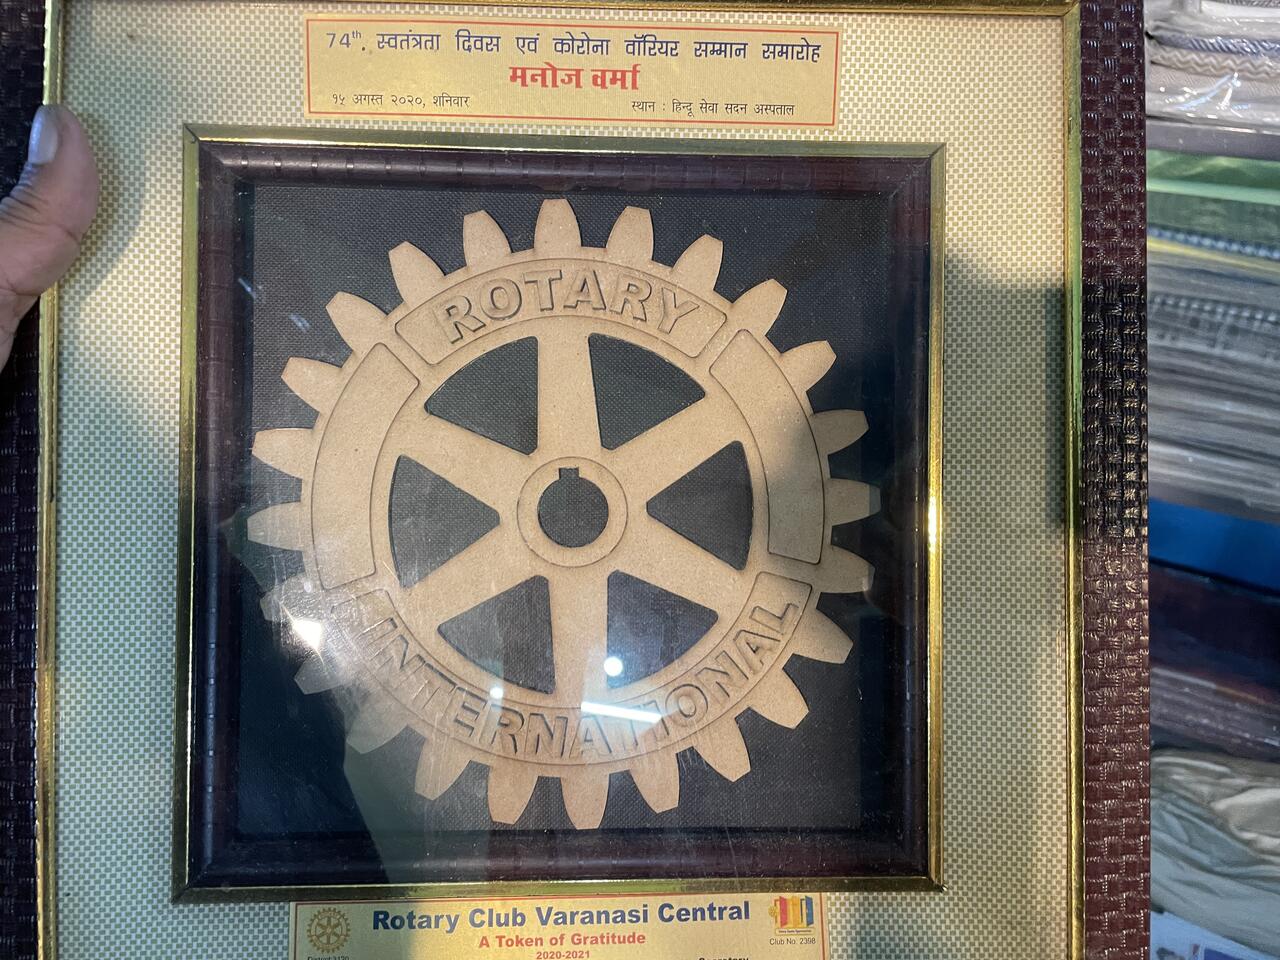 74th. स्वतंत्रता दिवस एवं कोरोना वॉरियर सम्मान समारोह
मनोज वर्मा
१५ अगस्त २०२०, शनिवार स्थान : हिन्दू सेवा सदन अस्पताल
ROTARY
INTERNATIONAL
Rotary Club Varanasi Central
A Token of Gratitude
Club No. 2398
2020-2021